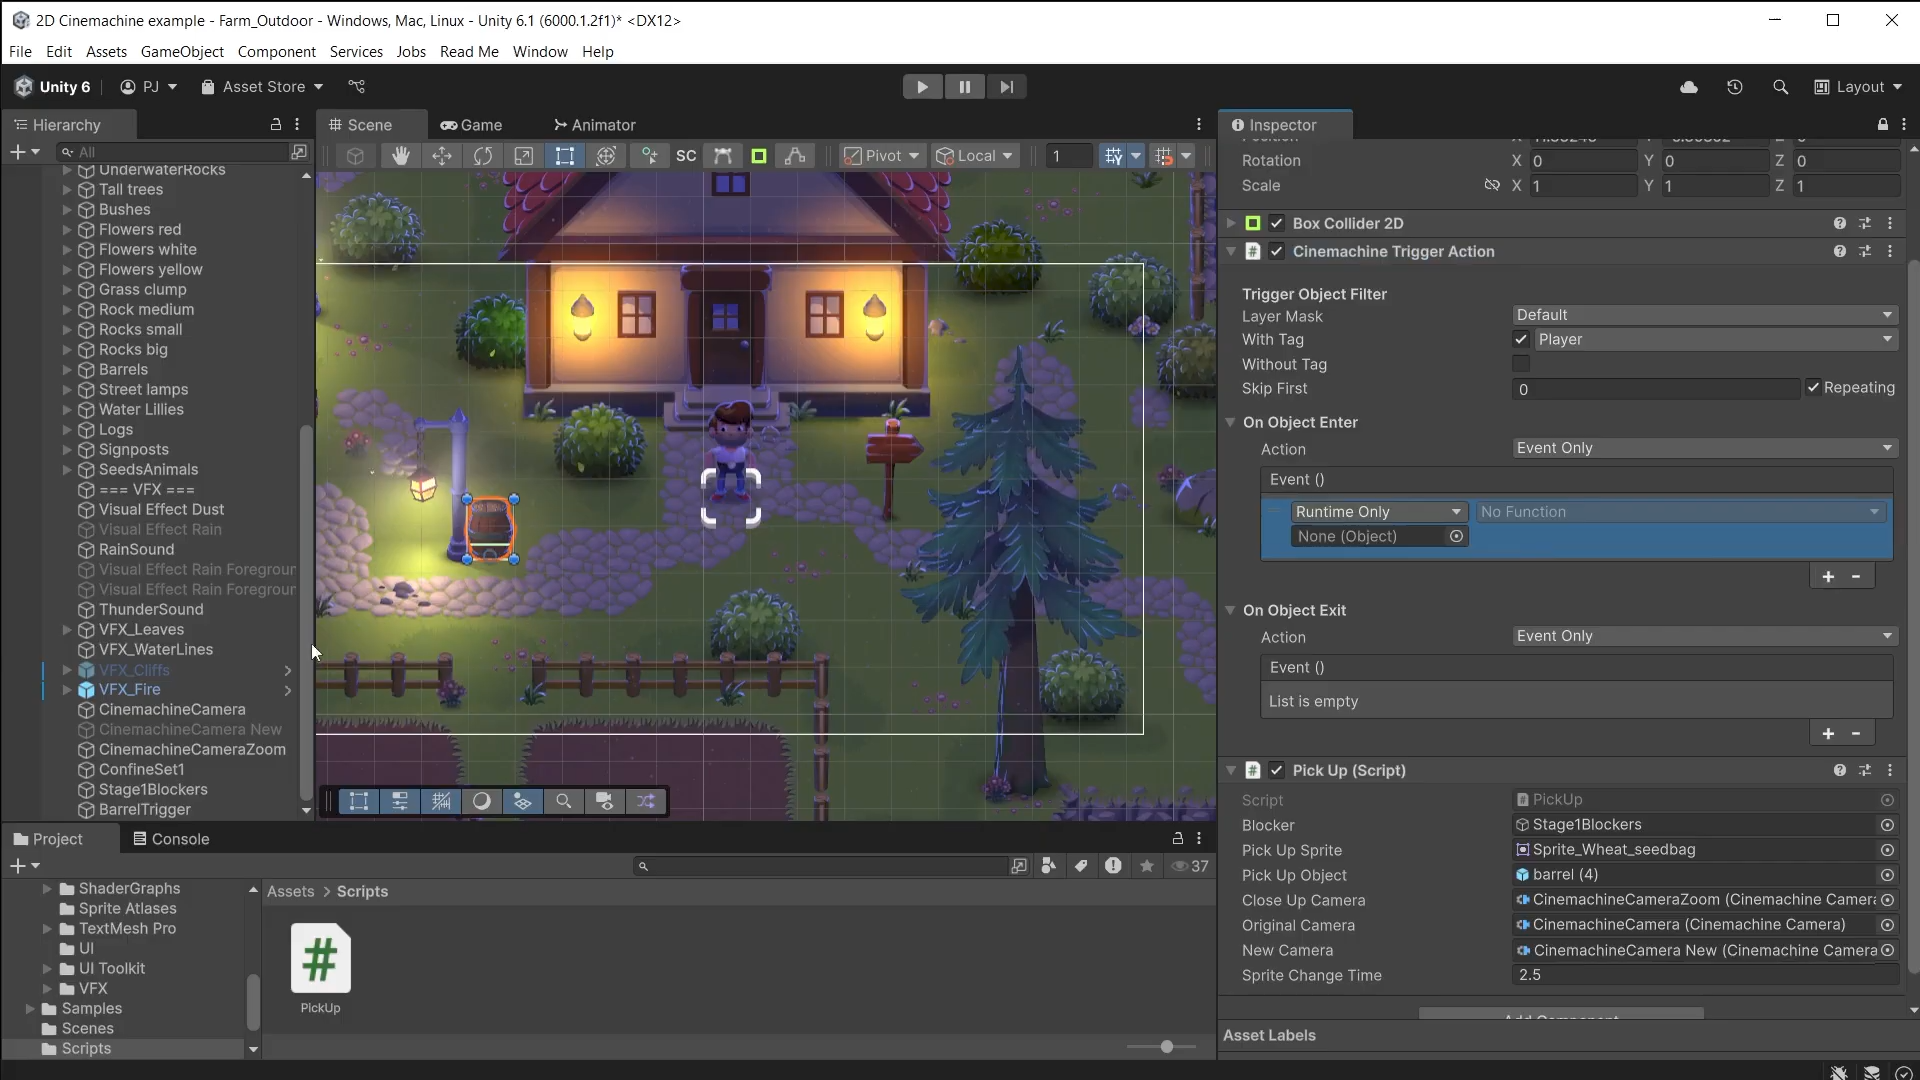 2D Cinemachine example - Farm_Outdoor - Windows, Mac, Linux - Unity 6.1 (6000.1.2f1)* <DX12>
File Edit Assets GameObject Component Services Jobs Read Me Window Help
Unity 6 PJ Asset Store Layout
Hierarchy
All
UnderwaterRocks
Tall trees
Bushes
Flowers red
Flowers white
Flowers yellow
Grass clump
Rock medium
Rocks small
Rocks big
Barrels
Street lamps
Water Lillies
Logs
Signposts
SeedsAnimals
=== VFX ===
Visual Effect Dust
Visual Effect Rain
RainSound
Visual Effect Rain Foregrour
Visual Effect Rain Foregrour
ThunderSound
VFX_Leaves
VFX_WaterLines
VFX_Cliffs
VFX_Fire
CinemachineCamera
CinemachineCamera New
CinemachineCameraZoom
ConfineSet1
Stage1Blockers
BarrelTrigger
Scene Game Animator
SC Pivot Local 1
Inspector
Rotation X 0 Y 0 Z 0
Scale X 1 Y 1 Z 1
Box Collider 2D
Cinemachine Trigger Action
Trigger Object Filter
Layer Mask Default
With Tag Player
Without Tag
Skip First 0 Repeating
On Object Enter
Action Event Only
Event ()
Runtime Only No Function
None (Object)
On Object Exit
Action Event Only
Event ()
List is empty
Pick Up (Script)
Script PickUp
Blocker Stage1Blockers
Pick Up Sprite Sprite_Wheat_seedbag
Pick Up Object barrel (4)
Close Up Camera CinemachineCameraZoom (Cinemachine Camera
Original Camera CinemachineCamera (Cinemachine Camera)
New Camera CinemachineCamera New (Cinemachine Camera
Sprite Change Time 2.5
Asset Labels
Project Console
37
ShaderGraphs
Sprite Atlases
TextMesh Pro
UI
UI Toolkit
VFX
Samples
Scenes
Scripts
Assets > Scripts
#
PickUp